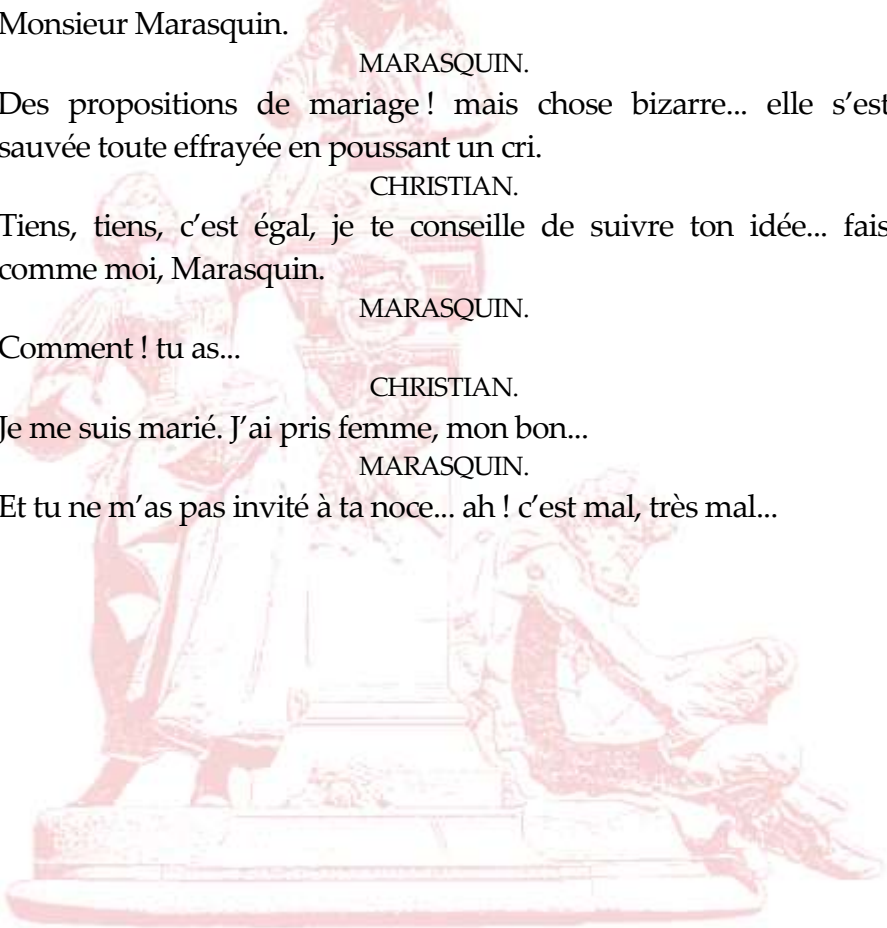 Monsieur Marasquin.
MARASQUIN.
Des propositions de mariage ! mais chose bizarre... elle s’est
sauvée toute effrayée en poussant un cri.
CHRISTIAN.
Tiens, tiens, c’est égal, je te conseille de suivre ton idée... fais
comme moi, Marasquin.
MARASQUIN.
Comment ! tu as...
CHRISTIAN.
Je me suis marié. J’ai pris femme, mon bon...
MARASQUIN.
Et tu ne m’as pas invité à ta noce... ah ! c’est mal, très mal...